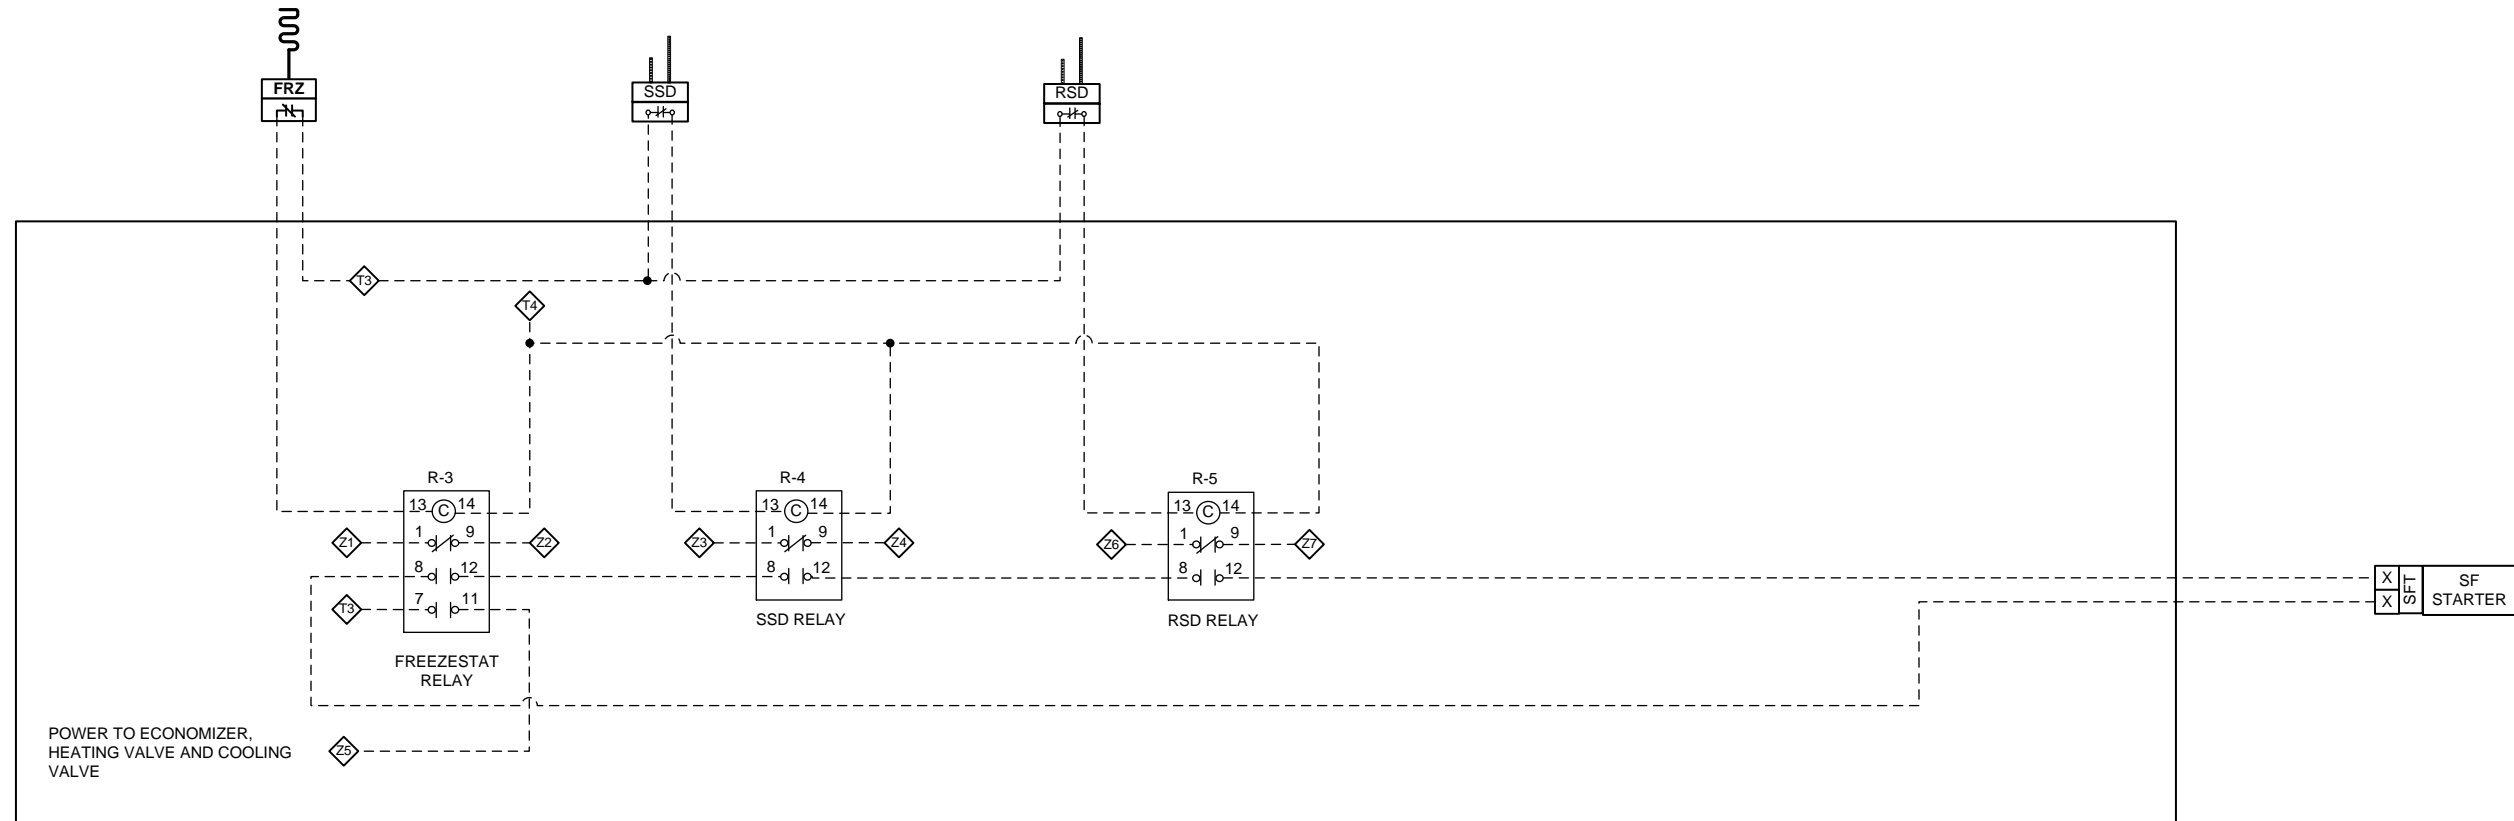 FRZ
SSD
RSD
T3
T4
R-3
R-4
R-5
13 C 14
13 C 14
13 C 14
Z1 1 9 Z2
Z3 1 9 Z4
Z6 1 9 Z7
8 12
8 12
8 12
T3 7 11
X
X
SFT
SF
STARTER
SSD RELAY
RSD RELAY
FREEZESTAT
RELAY
POWER TO ECONOMIZER,
HEATING VALVE AND COOLING
VALVE
Z5